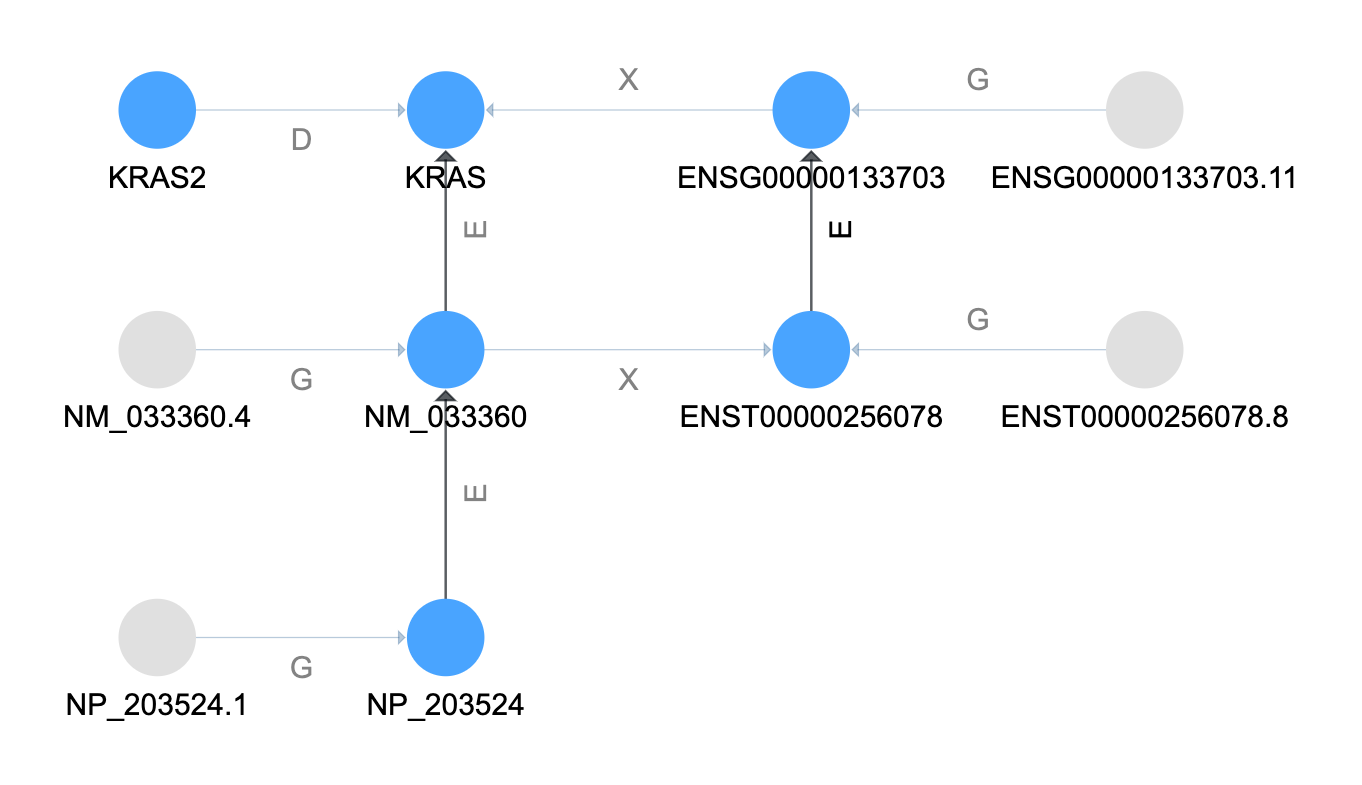 X
G
D
KRAS2
KRAS
ENSG00000133703
ENSG00000133703.11
E
E
G
G
X
NM_033360.4
NM_033360
ENST00000256078
ENST00000256078.8
E
G
NP_203524.1
NP_203524